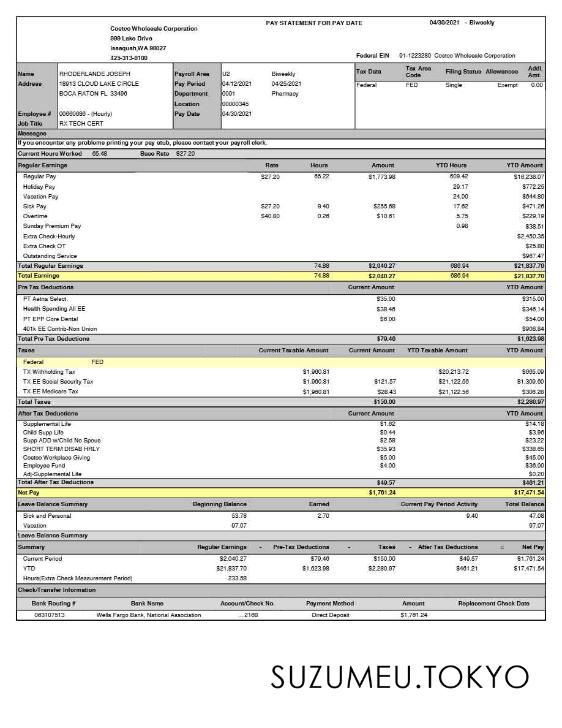 PAY STATEMENT FOR PAY DATE 04/30/2021 - Biweekly
Costco Wholesale Corporation
999 Lake Drive
Issaquah,WA 98027
425-313-8100
Federal EIN 91-1223280 Costco Wholesale Corporation
Name RHODERLANDE JOSEPH Payroll Area U2 Biweekly Tax Data Tax Area Code Filing Status Allowances Addl. Amt
Address 18913 CLOUD LAKE CIRCLE Pay Period 04/12/2021 04/25/2021 Federal FED Single Exempt 0.00
BOCA RATON FL 33496 Department 0001 Pharmacy
Location 00000345
Employee # (Hourly) Pay Date 04/30/2021
Job Title RX TECH CERT
Messages
If you encounter any problems printing your pay stub, please contact your payroll clerk.
Current Hours Worked 65.48 Base Rate $27.20
Regular Earnings Rate Hours Amount YTD Hours YTD Amount
Regular Pay $27.20 65.22 $1,773.98 609.42 $16,238.07
Holiday Pay 29.17 $772.25
Vacation Pay 24.00 $644.80
Sick Pay $27.20 9.40 $255.68 17.62 $471.26
Overtime $40.80 0.26 $10.61 5.75 $229.19
Sunday Premium Pay 0.98 $38.51
Extra Check-Hourly $2,450.35
Extra Check OT $25.80
Outstanding Service $967.47
Total Regular Earnings 74.88 $2,040.27 686.94 $21,837.70
Total Earnings 74.88 $2,040.27 686.94 $21,837.70
Pre Tax Deductions Current Amount YTD Amount
PT Aetna Select $35.00 $315.00
Health Spending All EE $38.46 $346.14
PT EPP Core Dental $6.00 $54.00
401k EE Contrib-Non Union $908.84
Total Pre Tax Deductions $79.46 $1,623.98
Taxes Current Taxable Amount Current Amount YTD Taxable Amount YTD Amount
Federal FED
TX Withholding Tax $1,960.81 $20,213.72 $665.09
TX EE Social Security Tax $1,960.81 $121.57 $21,122.56 $1,309.60
TX EE Medicare Tax $1,960.81 $28.43 $21,122.56 $306.28
Total Taxes $150.00 $2,280.97
After Tax Deductions Current Amount YTD Amount
Supplemental Life $1.62 $14.18
Child Supp Life $0.44 $3.96
Supp ADD w/Child No Spouse $2.58 $23.22
SHORT TERM DISAB HRLY $35.93 $338.65
Costco Workplace Giving $5.00 $45.00
Employee Fund $4.00 $36.00
Adj-Supplemental Life $0.20
Total After Tax Deductions $49.57 $461.21
Net Pay $1,761.24 $17,471.54
Leave Balance Summary Beginning Balance Earned Current Pay Period Activity Total Balance
Sick and Personal 53.78 2.70 9.40 47.08
Vacation 97.07 97.07
Leave Balance Summary
Summary Regular Earnings - Pre-Tax Deductions - Taxes - After Tax Deductions = Net Pay
Current Period $2,040.27 $79.46 $150.00 $49.57 $1,761.24
YTD $21,837.70 $1,623.98 $2,280.97 $461.21 $17,471.54
Hours(Extra Check Measurement Period) 233.58
Check/Transfer Information
Bank Routing # Bank Name Account/Check No. Payment Method Amount Replacement Check Date
063107513 Wells Fargo Bank, National Association ...2168 Direct Deposit $1,761.24
SUZUMEU.TOKYO